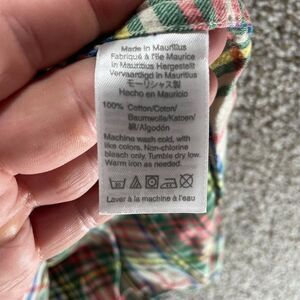 Made in Mauritius
Fabriqué à l'Ile Maurice
In Mauritius Hergestellt
Vervaardigd in Mauritius
モーリシャス製
Hecho en Mauricio
100% Cotton/Coton/
Baumwolle/Katoen/
綿/Algodón
Machine wash cold, with
like colors. Non-chlorine
bleach only. Tumble dry low.
Warm iron as needed.
Laver à la machine à l'eau